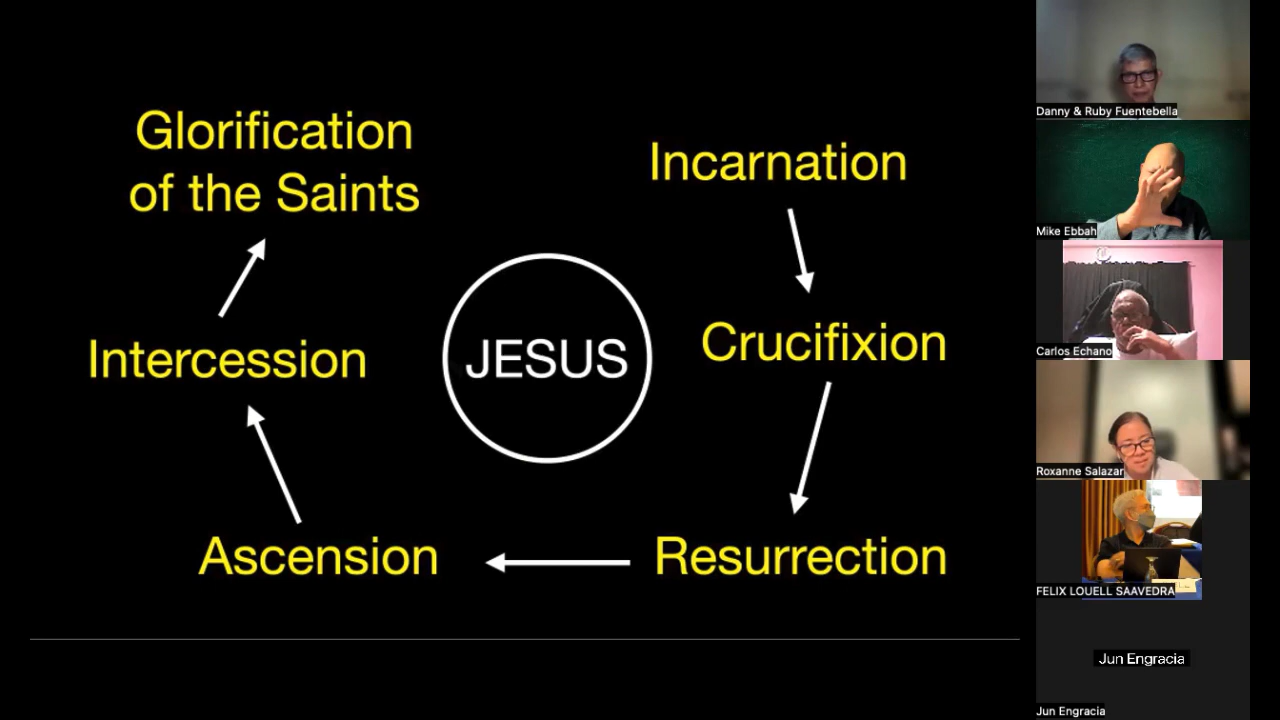 Glorification
of the Saints
Incarnation
JESUS
Crucifixion
Intercession
Ascension
Resurrection
Danny & Ruby Fuentebella
Mike Ebbah
Carlos Echano
Roxanne Salazar
FELIX LOUELL SAAVEDRA
Jun Engracia
Jun Engracia